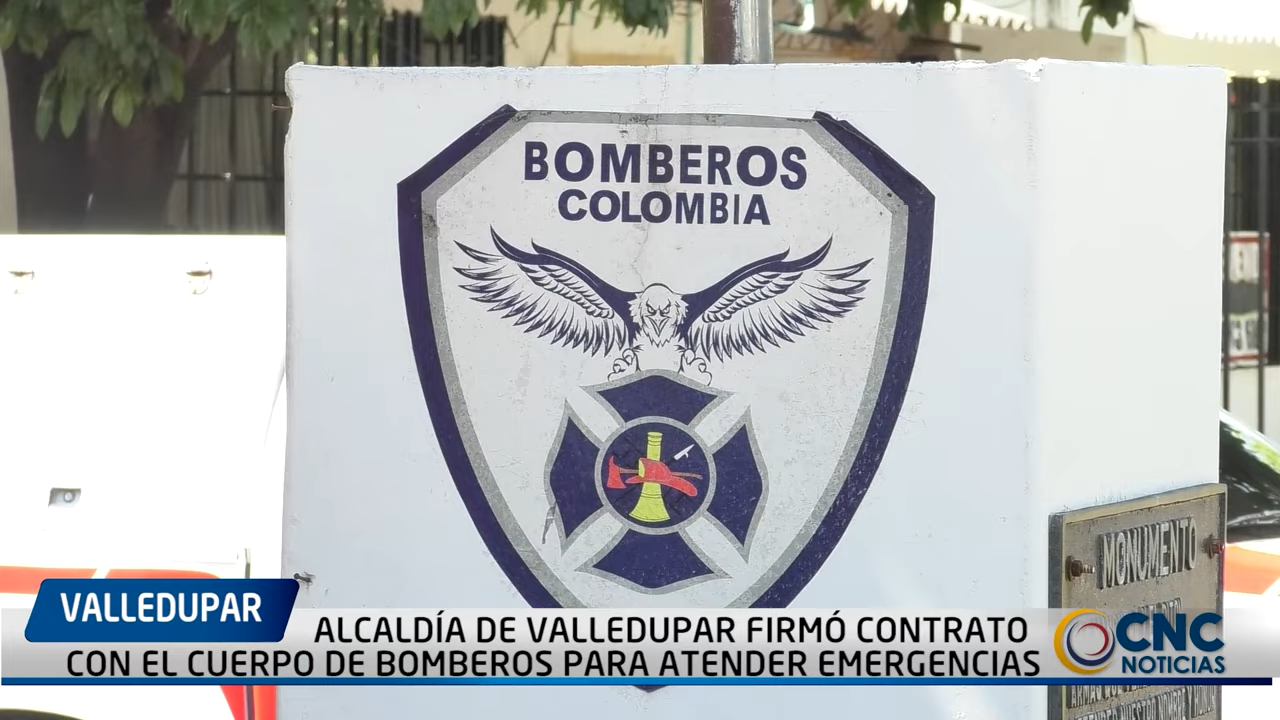 BOMBEROS
COLOMBIA
MONUMENTO
VALLEDUPAR
ALCALDÍA DE VALLEDUPAR FIRMÓ CONTRATO
CON EL CUERPO DE BOMBEROS PARA ATENDER EMERGENCIAS
CNC
NOTICIAS